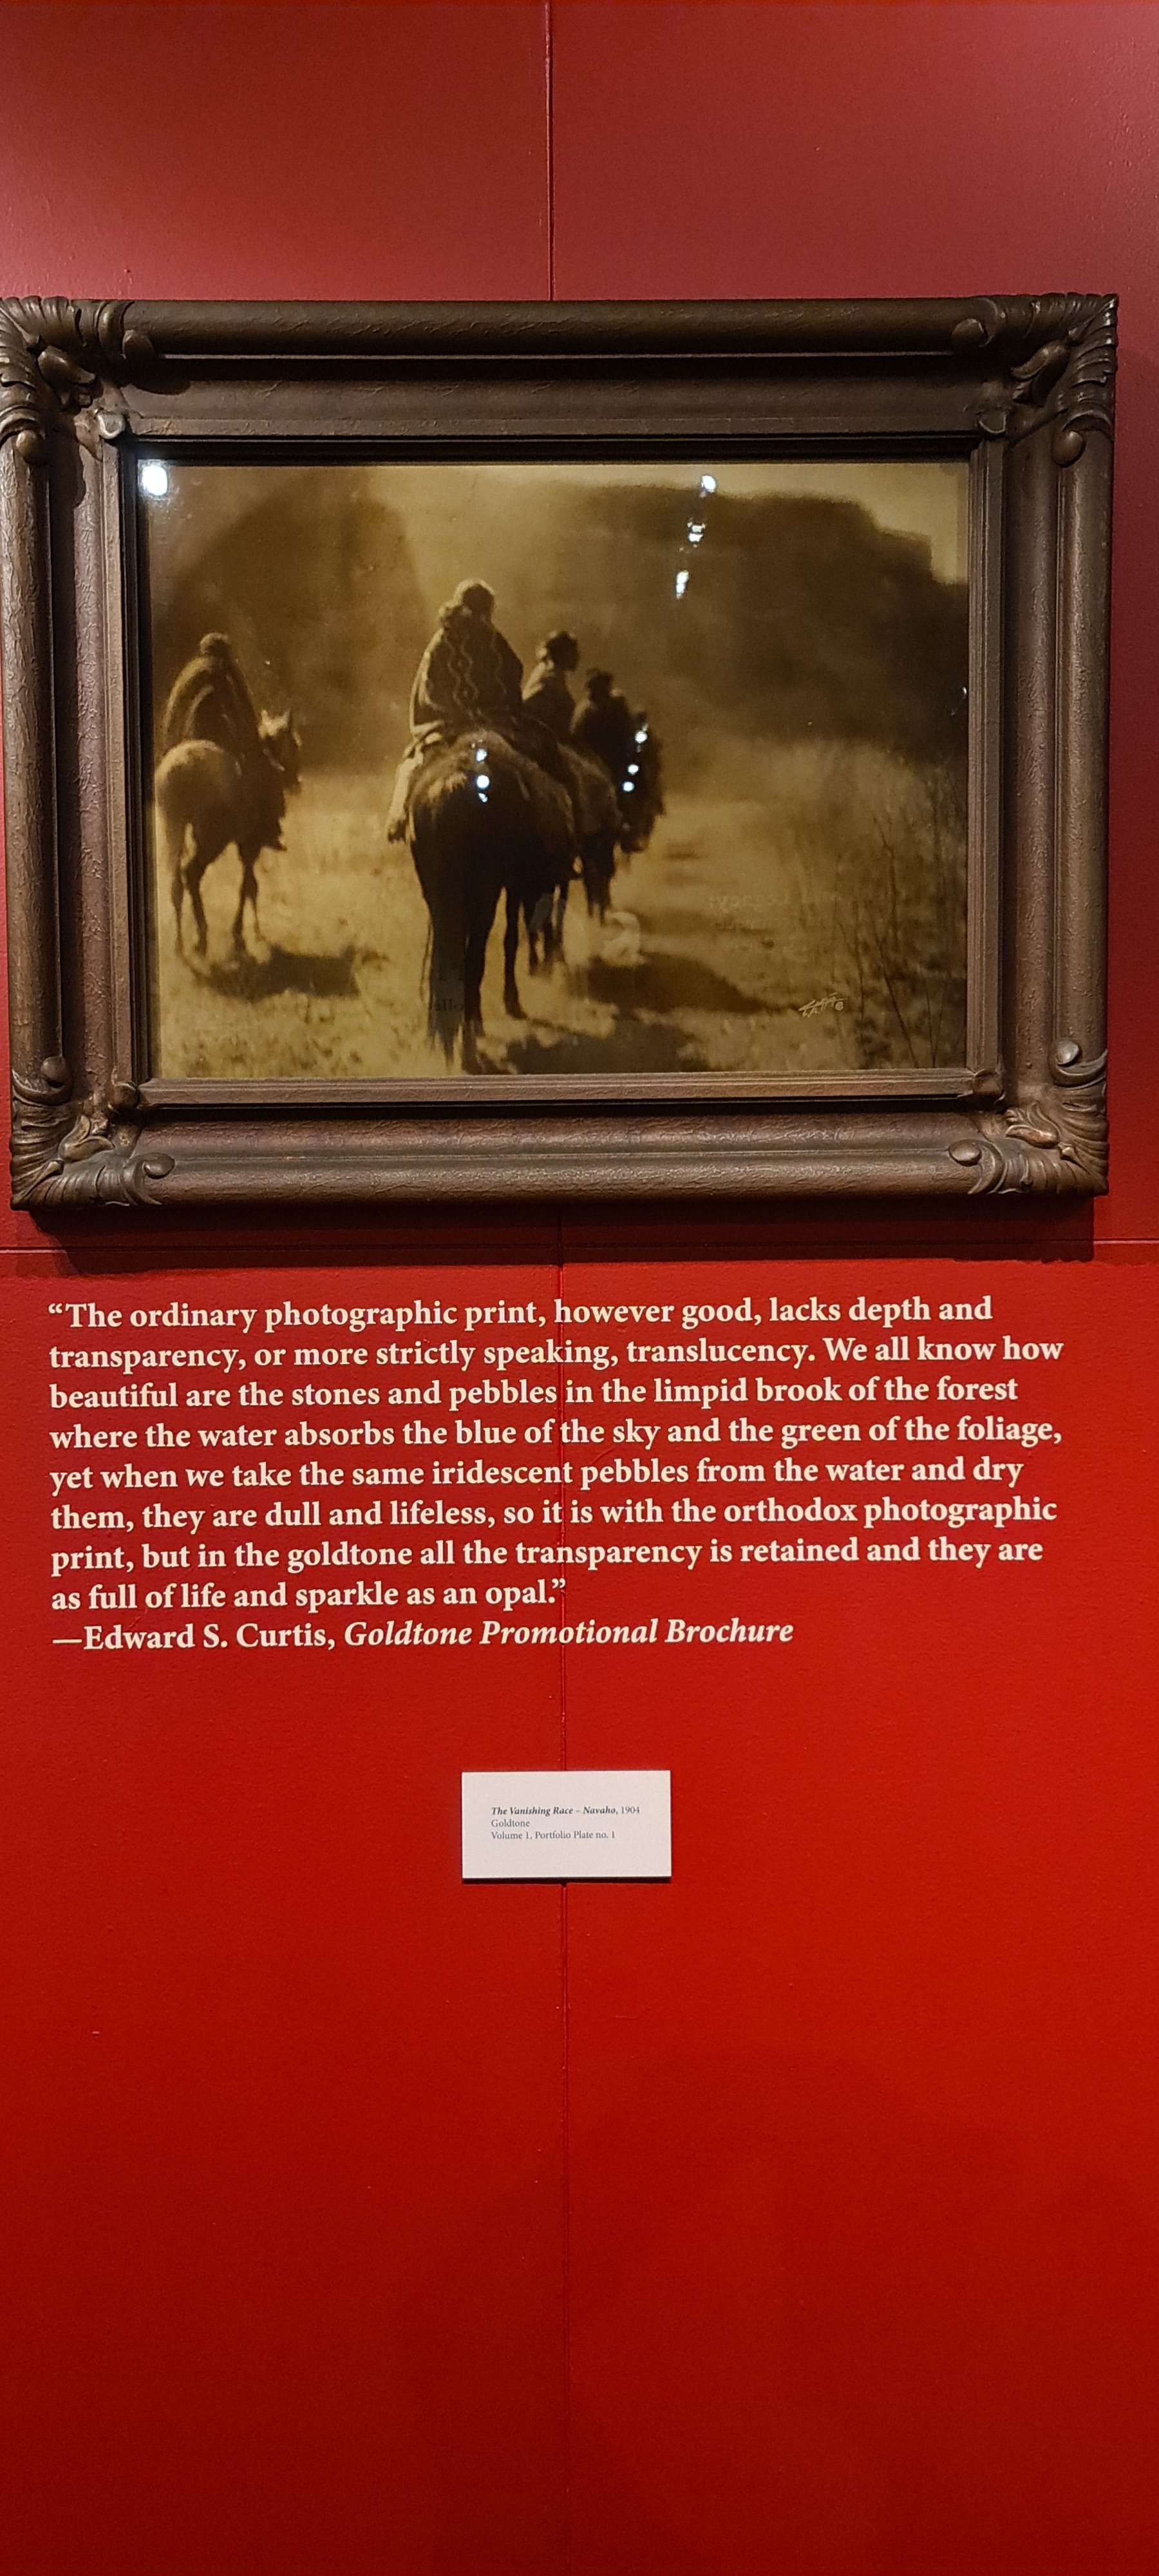 “The ordinary photographic print, however good, lacks depth and
transparency, or more strictly speaking, translucency. We all know how
beautiful are the stones and pebbles in the limpid brook of the forest
where the water absorbs the blue of the sky and the green of the foliage,
yet when we take the same iridescent pebbles from the water and dry
them, they are dull and lifeless, so it is with the orthodox photographic
print, but in the goldtone all the transparency is retained and they are
as full of life and sparkle as an opal.”
—Edward S. Curtis, Goldtone Promotional Brochure
The Vanishing Race – Navaho, 1904
Goldtone
Volume 1, Portfolio Plate no. 1